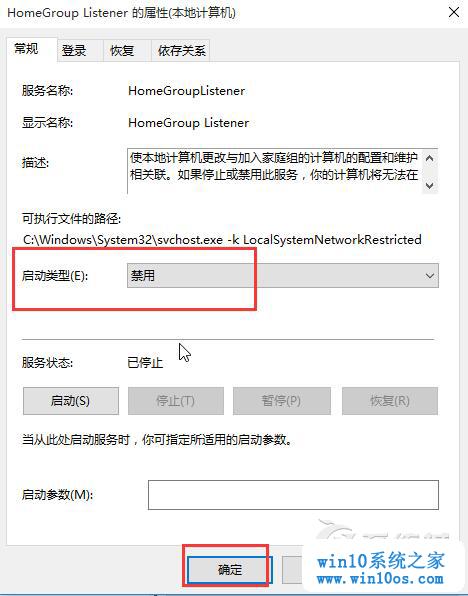 HomeGroup Listener 的属性(本地计算机)
常规 登录 恢复 依存关系
服务名称: HomeGroupListener
显示名称: HomeGroup Listener
描述: 使本地计算机更改与加入家庭组的计算机的配置和维护
相关联。如果停止或禁用此服务，你的计算机将无法在
可执行文件的路径:
C:\Windows\System32\svchost.exe -k LocalSystemNetworkRestricted
启动类型(E): 禁用
服务状态: 已停止
启动(S) 停止(T) 暂停(P) 恢复(R)
当从此处启动服务时，你可指定所适用的启动参数。
启动参数(M):
确定
win10系统之家
www.win10os.com